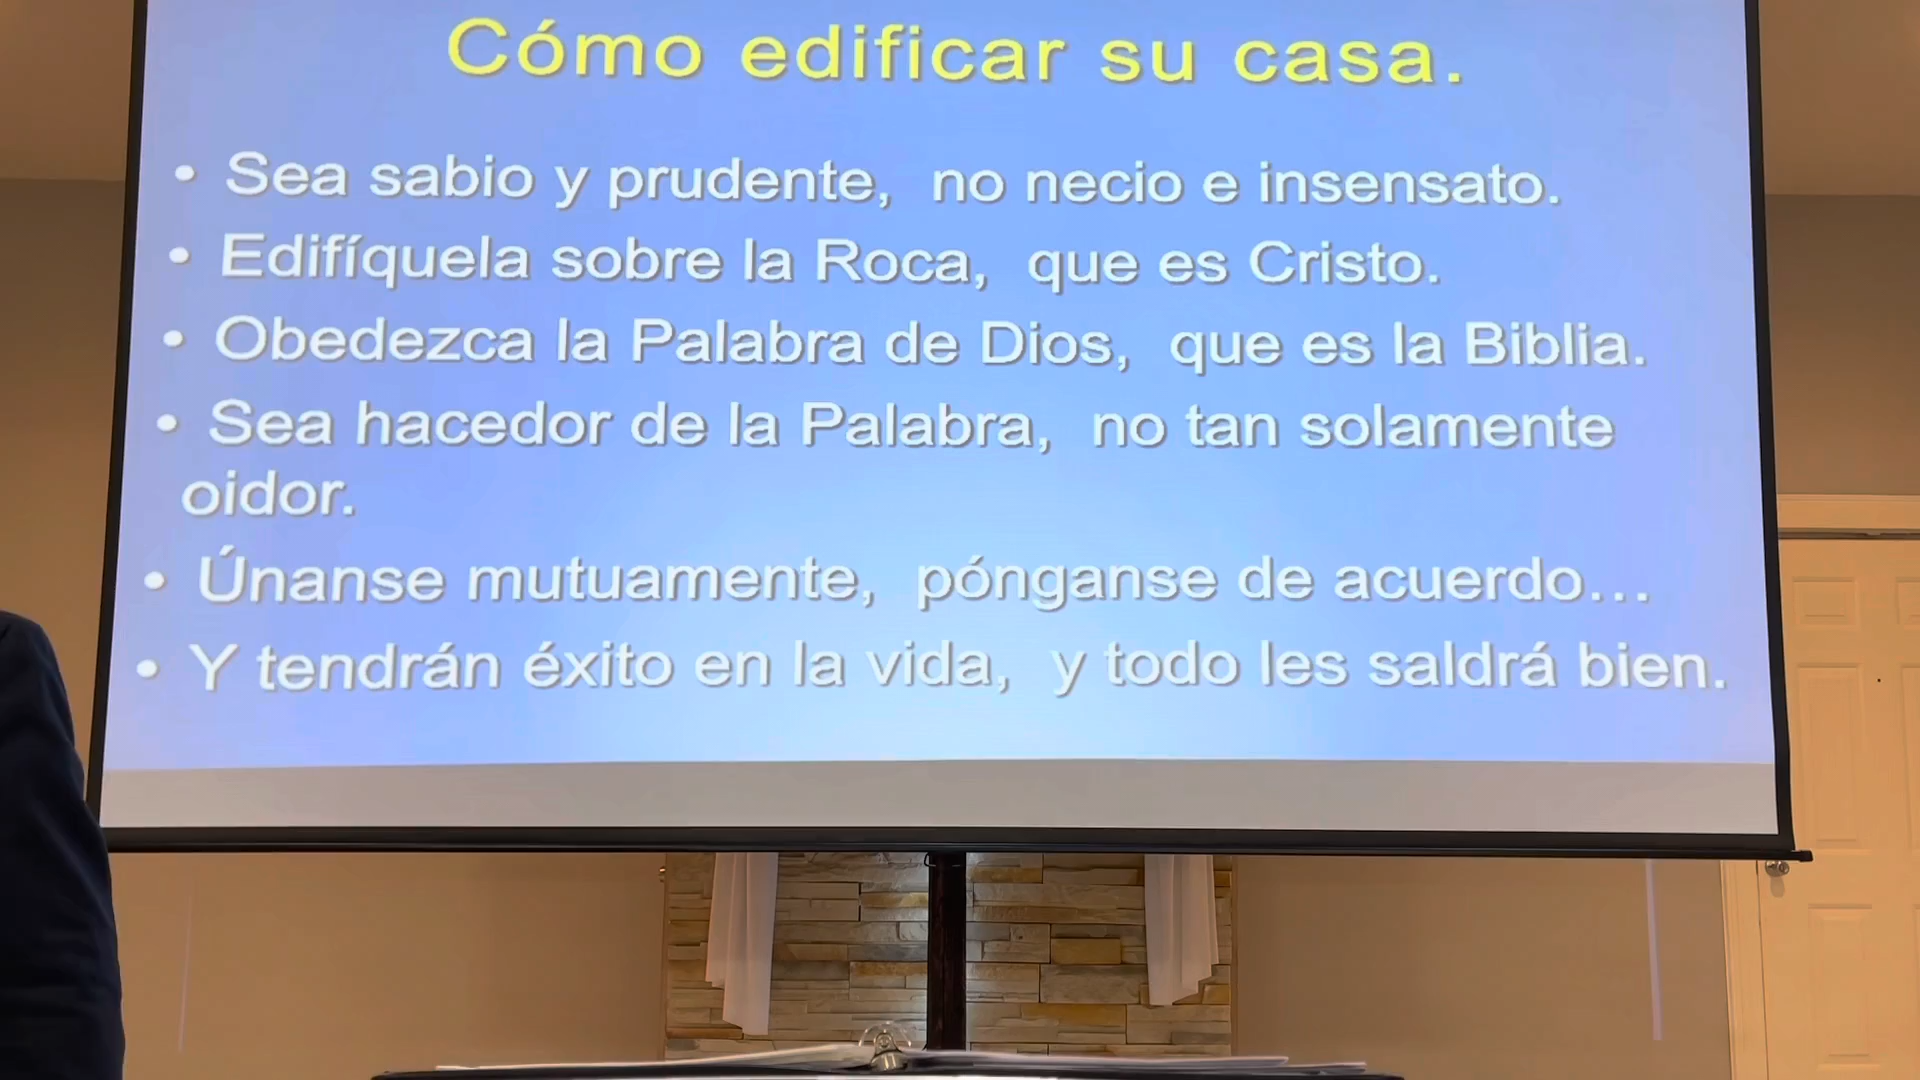 Cómo edificar su casa.
• Sea sabio y prudente, no necio e insensato.
• Edifíquela sobre la Roca, que es Cristo.
• Obedezca la Palabra de Dios, que es la Biblia.
• Sea hacedor de la Palabra, no tan solamente
oidor.
• Únanse mutuamente, pónganse de acuerdo...
• Y tendrán éxito en la vida, y todo les saldrá bien.